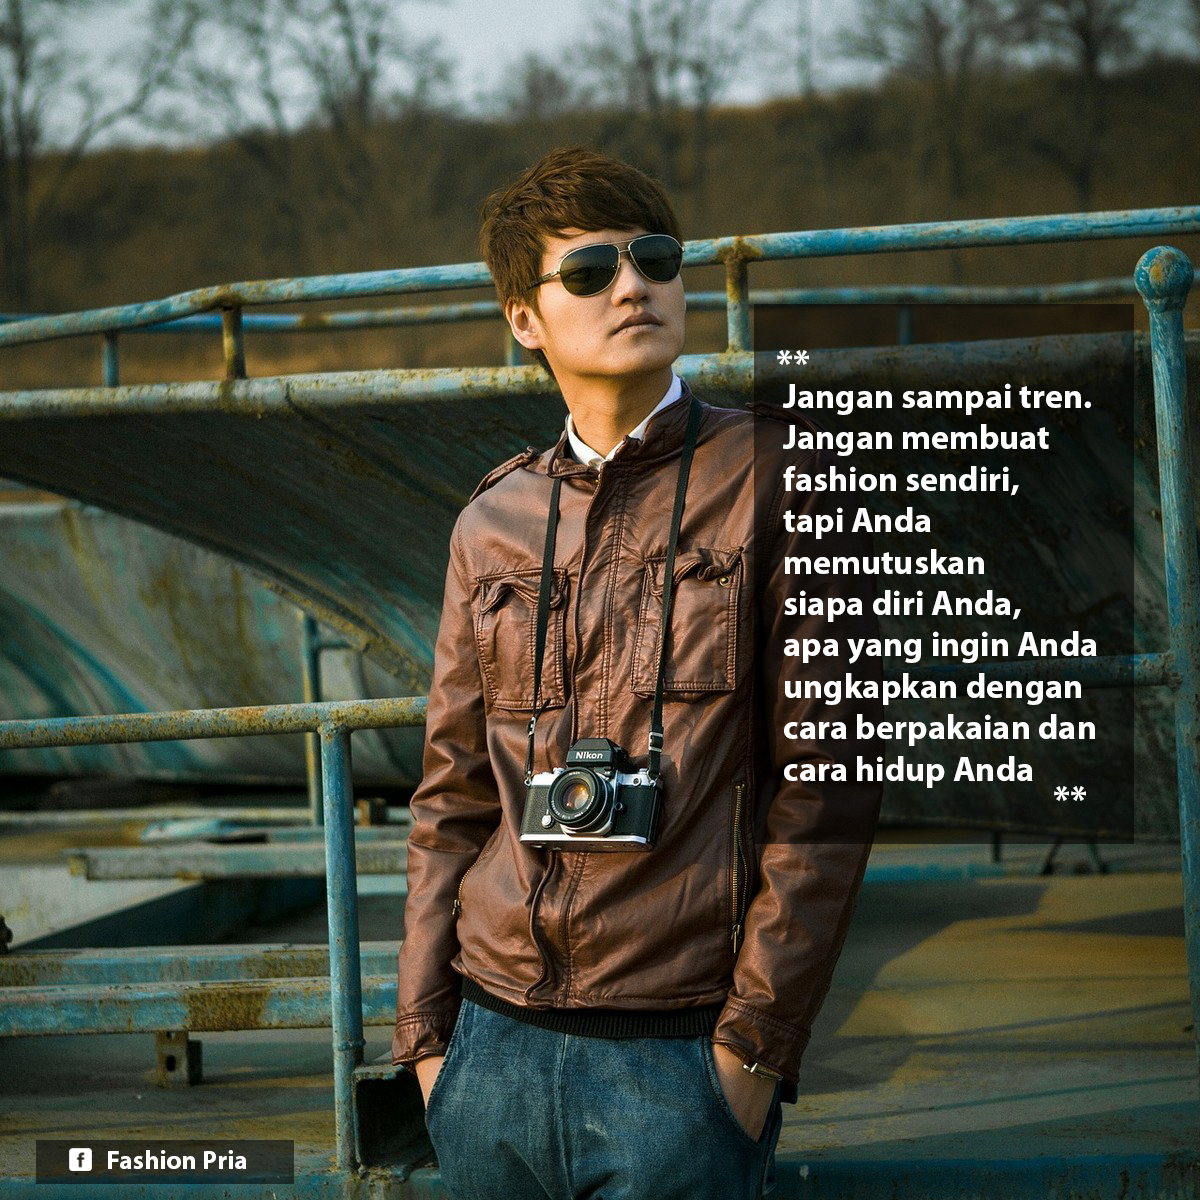 **
Jangan sampai tren.
Jangan membuat
fashion sendiri,
tapi Anda
memutuskan
siapa diri Anda,
apa yang ingin Anda
ungkapkan dengan
cara berpakaian dan
cara hidup Anda
**
Nikon
f Fashion Pria